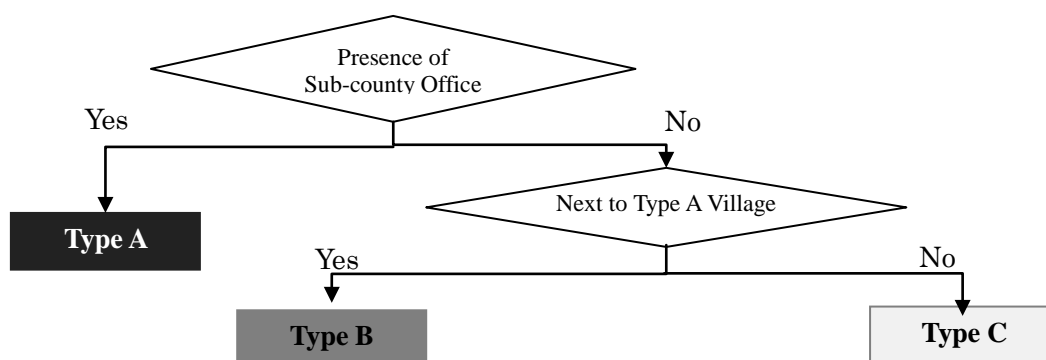 Presence of
Sub-county Office
Yes
No
Type A
Next to Type A Village
Yes
No
Type B
Type C